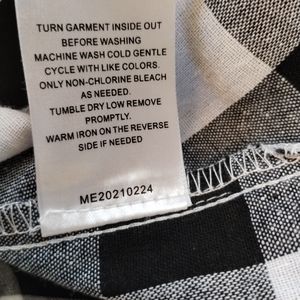 TURN GARMENT INSIDE OUT
BEFORE WASHING
MACHINE WASH COLD GENTLE
CYCLE WITH LIKE COLORS.
ONLY NON-CHLORINE BLEACH
AS NEEDED.
TUMBLE DRY LOW REMOVE
PROMPTLY.
WARM IRON ON THE REVERSE
SIDE IF NEEDED
ME20210224